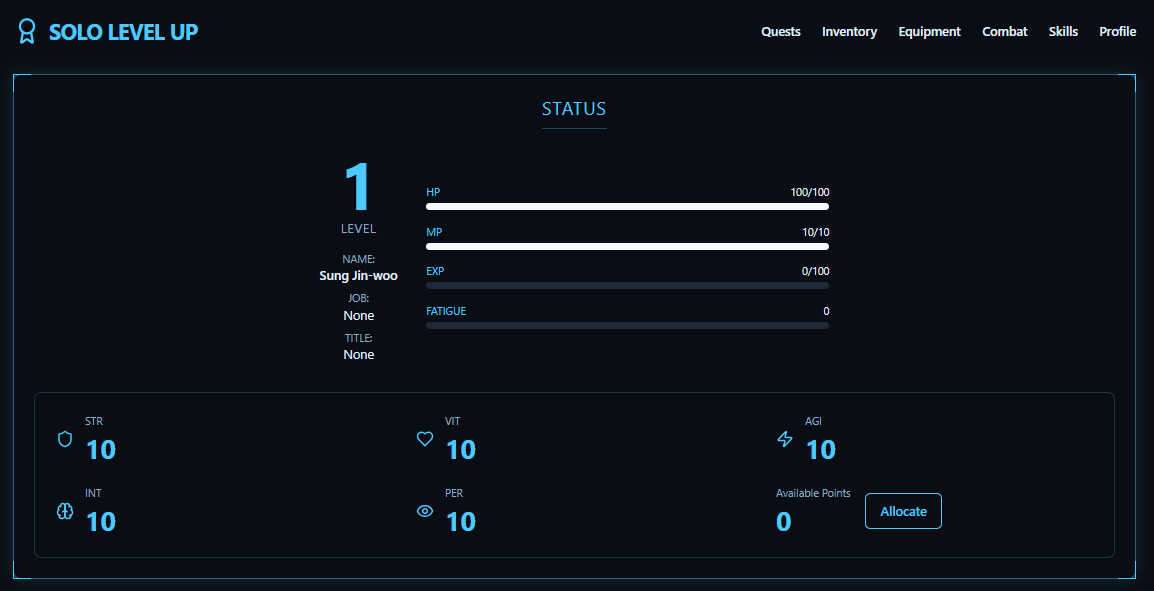 SOLO LEVEL UP
Quests Inventory Equipment Combat Skills Profile
STATUS
1
LEVEL
NAME:
Sung Jin-woo
JOB:
None
TITLE:
None
HP 100/100
MP 10/10
EXP 0/100
FATIGUE 0
STR
10
VIT
10
AGI
10
INT
10
PER
10
Available Points
0
Allocate